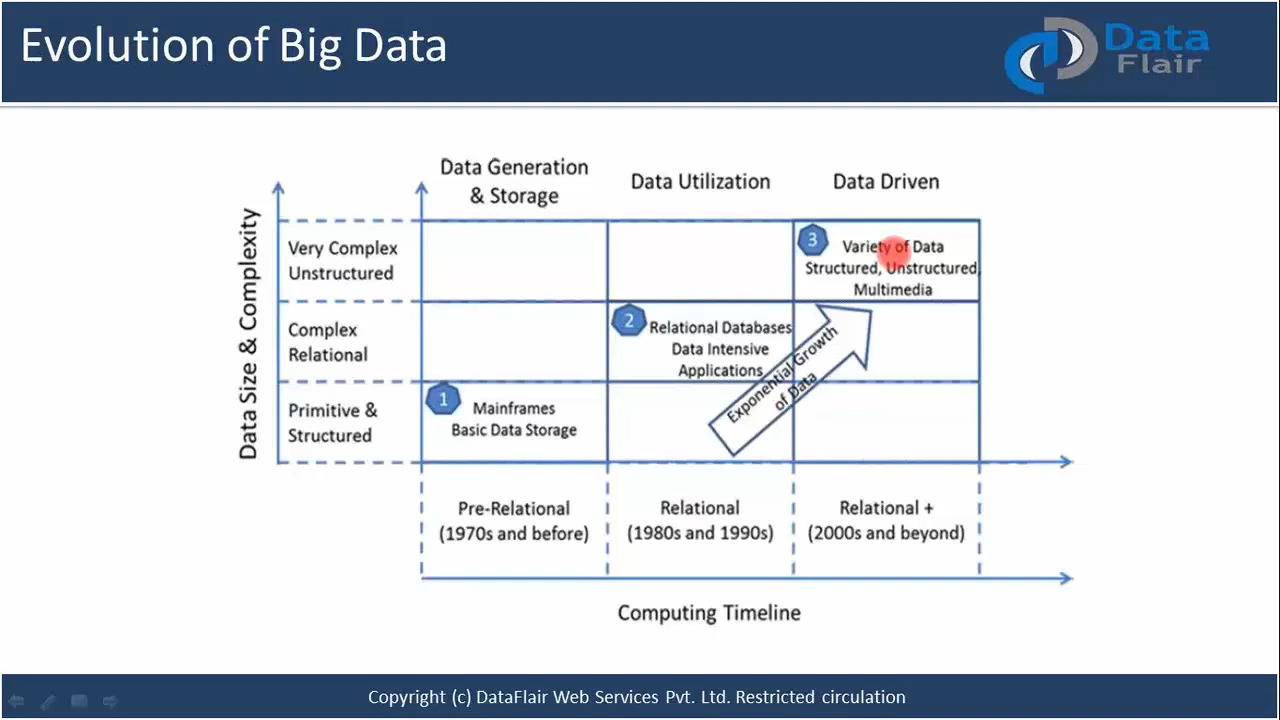 Evolution of Big Data
Data
Flair
Data Generation
& Storage
Data Utilization
Data Driven
Data Size & Complexity
Very Complex
Unstructured
3
Variety of Data
Structured, Unstructured,
Multimedia
Complex
Relational
2
Relational Databases
Data Intensive
Applications
Exponential Growth
of Data
Primitive &
Structured
1
Mainframes
Basic Data Storage
Pre-Relational
(1970s and before)
Relational
(1980s and 1990s)
Relational +
(2000s and beyond)
Computing Timeline
Copyright (c) DataFlair Web Services Pvt. Ltd. Restricted circulation